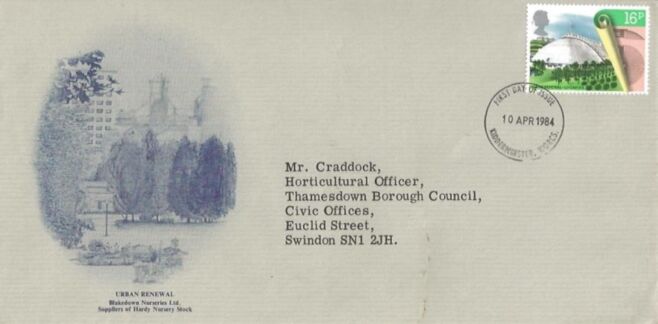 16P
FIRST DAY OF ISSUE
10 APR 1984
KIDDERMINSTER, WORCS.
Mr. Craddock,
Horticultural Officer,
Thamesdown Borough Council,
Civic Offices,
Euclid Street,
Swindon SN1 2JH.
URBAN RENEWAL
Blakedown Nurseries Ltd.
Suppliers of Hardy Nursery Stock